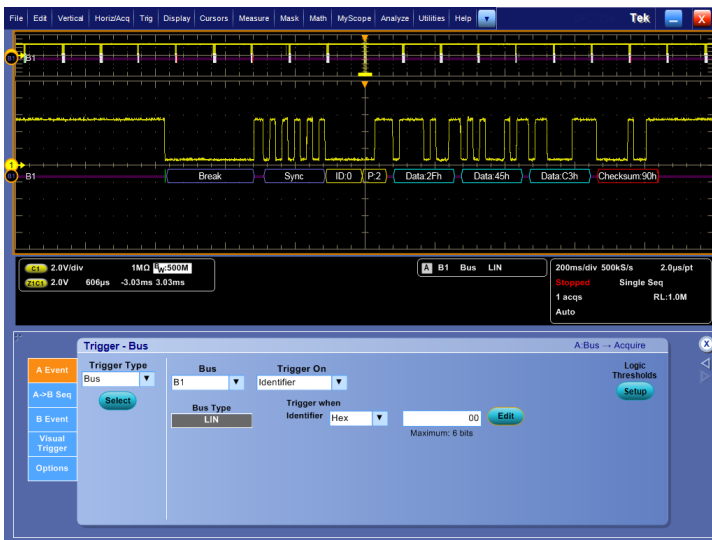 File Edit Vertical Horiz/Acq Trig Display Cursors Measure Mask Math MyScope Analyze Utilities Help Tek X
B1 B1
1
B1 B1 Break Sync ID:0 P:2 Data:2Fh Data:45h Data:C3h Checksum:90h
C1 2.0V/div 1MΩ BW:500M
Z1C1 2.0V 606µs -3.03ms 3.03ms
A B1 Bus LIN
200ms/div 500kS/s 2.0µs/pt
Stopped Single Seq
1 acqs RL:1.0M
Auto
Trigger - Bus A:Bus → Acquire X
A Event
A->B Seq
B Event
Visual
Trigger
Options
Trigger Type
Bus
Select
Bus
B1
Bus Type
LIN
Trigger On
Identifier
Trigger when
Identifier Hex 00 Edit
Maximum: 6 bits
Logic
Thresholds
Setup